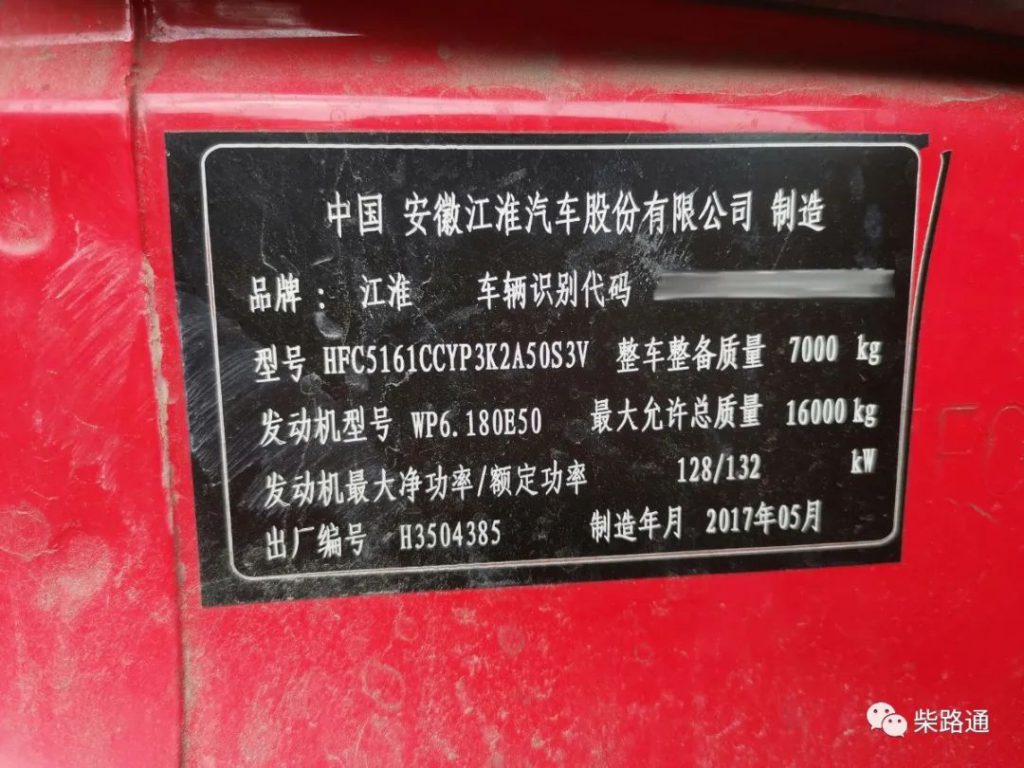 中国 安徽江淮汽车股份有限公司 制造
品牌： 江淮 车辆识别代码
型号 HFC5161CCYP3K2A50S3V 整车整备质量 7000 kg
发动机型号 WP6.180E50 最大允许总质量 16000 kg
发动机最大净功率/额定功率 128/132 kW
出厂编号 H3504385 制造年月 2017年05月
柴路通